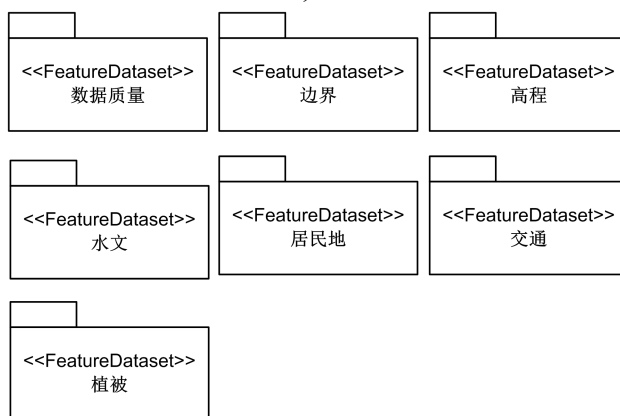 <<FeatureDataset>>
数据质量
<<FeatureDataset>>
边界
<<FeatureDataset>>
高程
<<FeatureDataset>>
水文
<<FeatureDataset>>
居民地
<<FeatureDataset>>
交通
<<FeatureDataset>>
植被